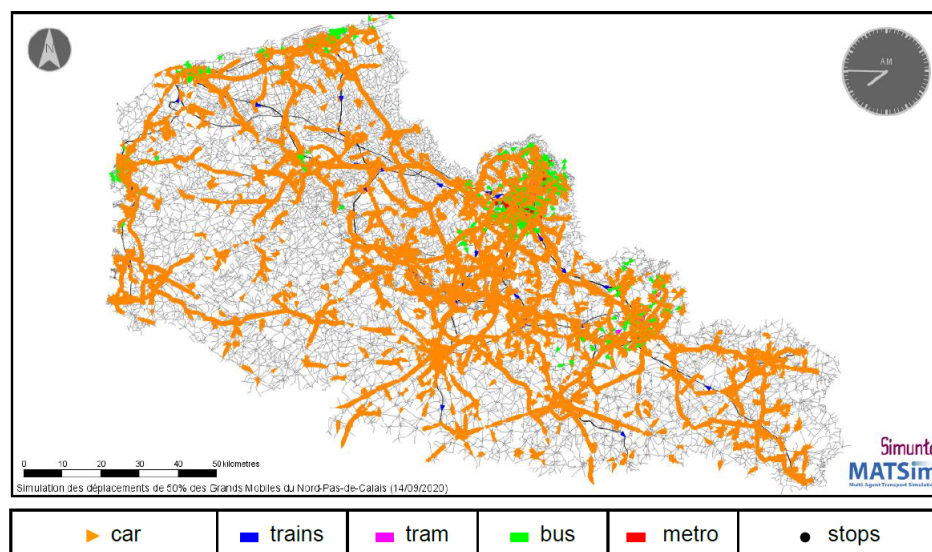 N
AM
0 10 20 30 40 50 kilometres
Simulation des déplacements de 50% des Grands Mobiles du Nord-Pas-de-Calais (14/09/2020)
Simunte
MATSim
Multi-Agent Transport Simulation
car trains tram bus metro stops